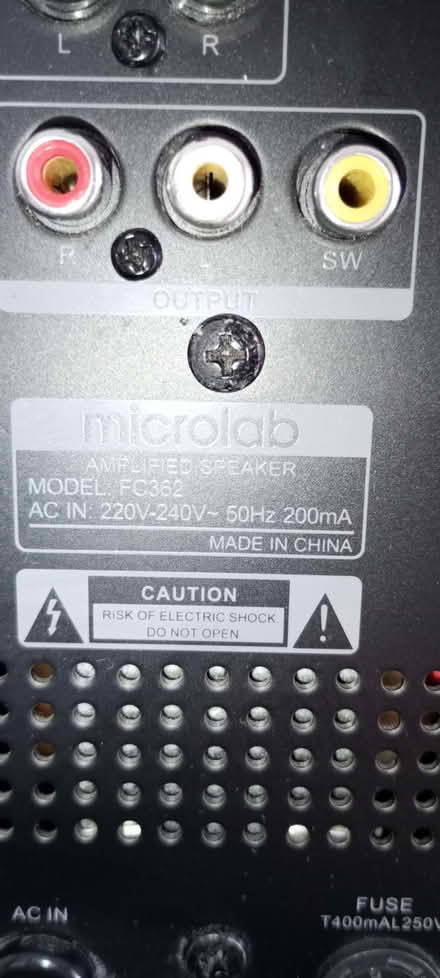 L R
R L SW
OUTPUT
microlab
AMPLIFIED SPEAKER
MODEL: FC362
AC IN: 220V-240V~ 50Hz 200mA
MADE IN CHINA
CAUTION
RISK OF ELECTRIC SHOCK
DO NOT OPEN
AC IN
FUSE
T400mAL250V